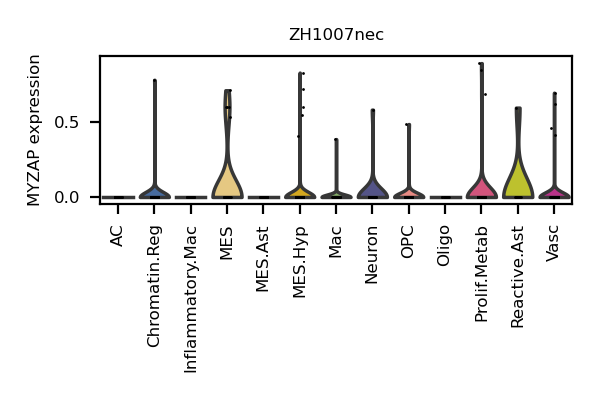 ZH1007nec
MYZAP expression
0.5
0.0
AC
Chromatin.Reg
Inflammatory.Mac
MES
MES.Ast
MES.Hyp
Mac
Neuron
OPC
Oligo
Prolif.Metab
Reactive.Ast
Vasc